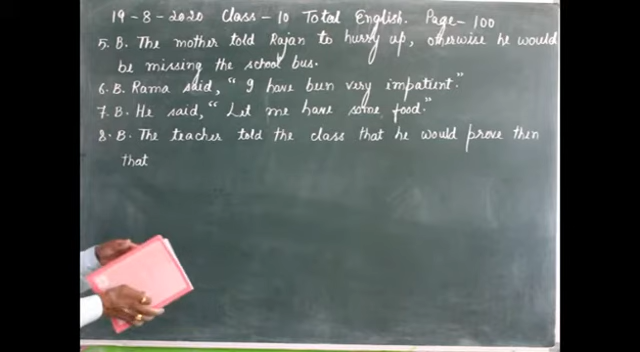 19-8-2020 Class-10 Total English. Page-100
5. B. The mother told Rajan to hurry up, otherwise he would
be missing the school bus.
6. B. Rama said, "I have been very impatient."
7. B. He said, "Let me have some food."
8. B. The teacher told the class that he would prove then
that